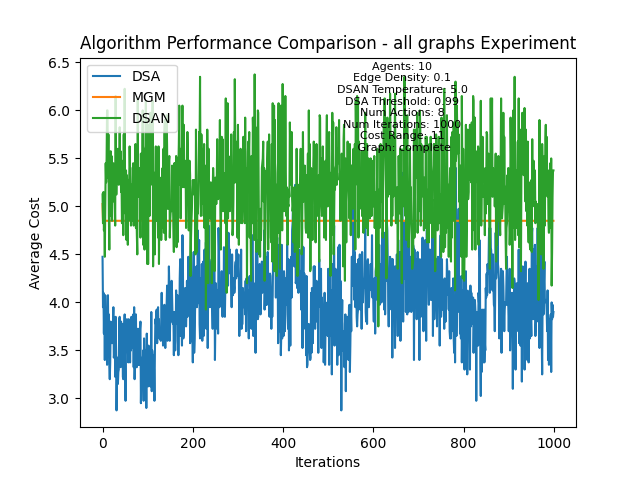 Algorithm Performance Comparison - all graphs Experiment
DSA
MGM
DSAN
Agents: 10
Edge Density: 0.1
DSAN Temperature: 5.0
DSA Threshold: 0.99
Num Actions: 8
Num Iterations: 1000
Cost Range: 11
Graph: complete
Average Cost
6.5
6.0
5.5
5.0
4.5
4.0
3.5
3.0
0 200 400 600 800 1000
Iterations